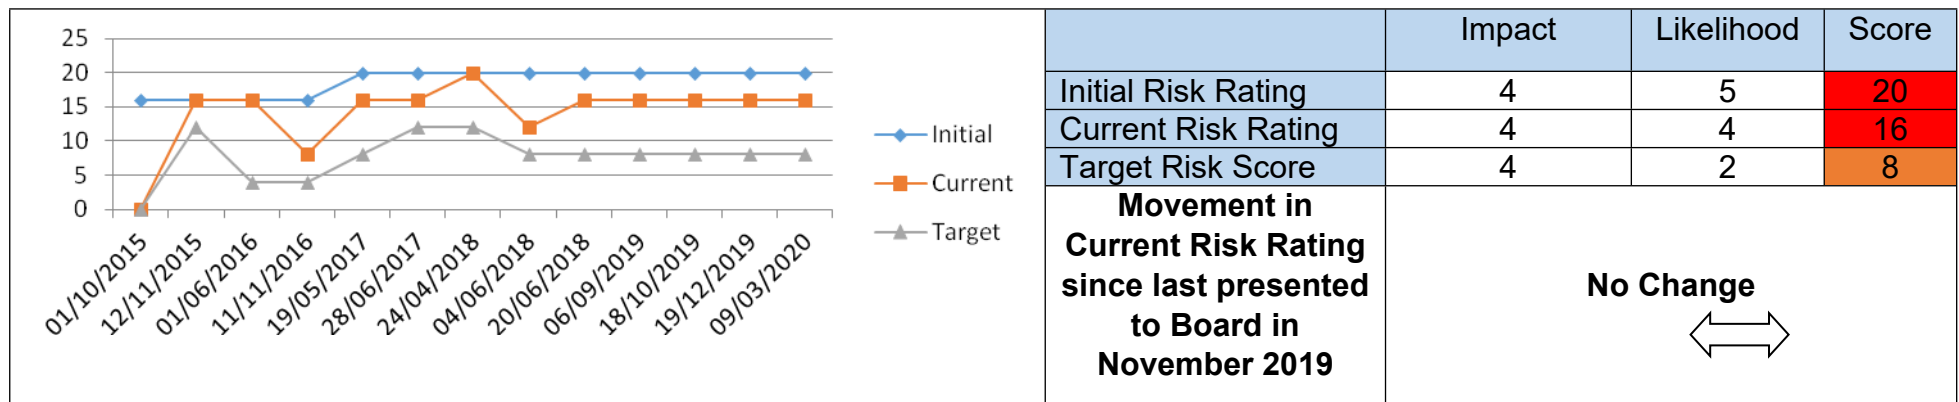 25
20
15
10
5
0
01/10/2015
12/11/2015
01/06/2016
11/11/2016
19/05/2017
28/06/2017
24/04/2018
04/06/2018
20/06/2018
06/09/2019
18/10/2019
19/12/2019
09/03/2020
Initial
Current
Target
Impact Likelihood Score
Initial Risk Rating 4 5 20
Current Risk Rating 4 4 16
Target Risk Score 4 2 8
Movement in
Current Risk Rating
since last presented
to Board in
November 2019
No Change